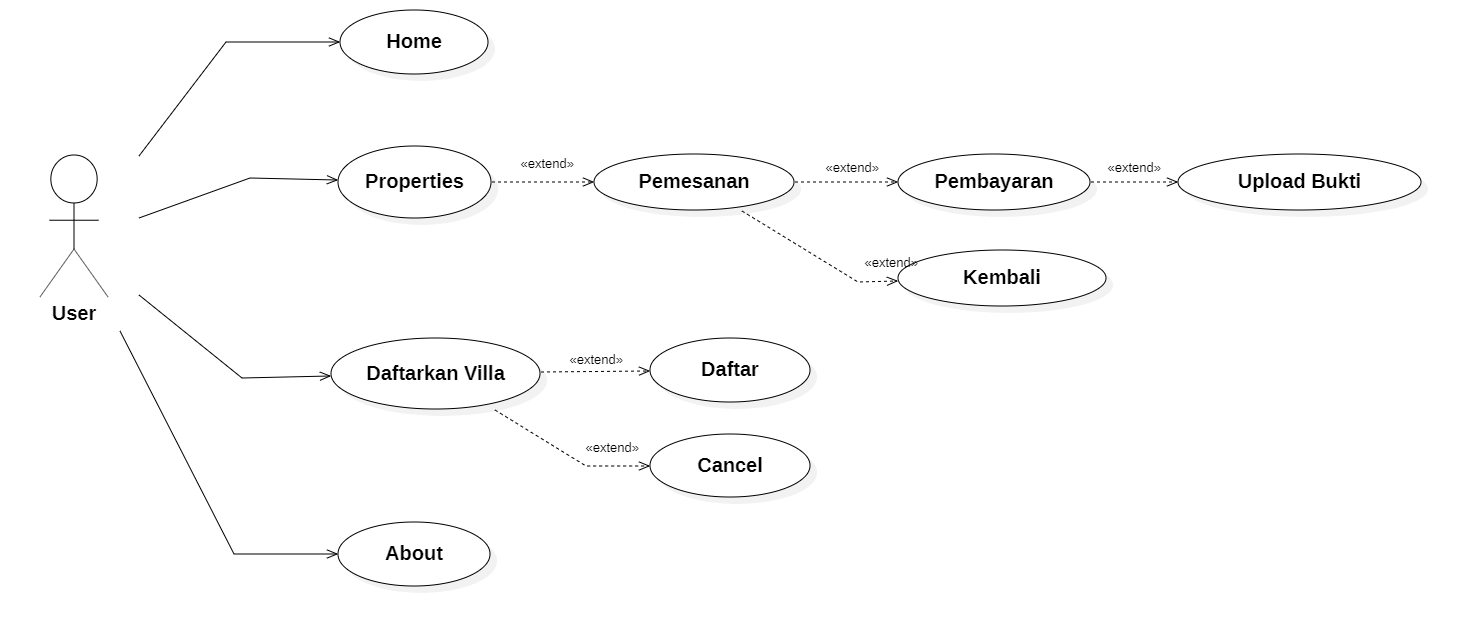 Home
Properties
«extend»
Pemesanan
«extend»
Pembayaran
«extend»
Upload Bukti
«extend»
Kembali
User
Daftarkan Villa
«extend»
Daftar
«extend»
Cancel
About